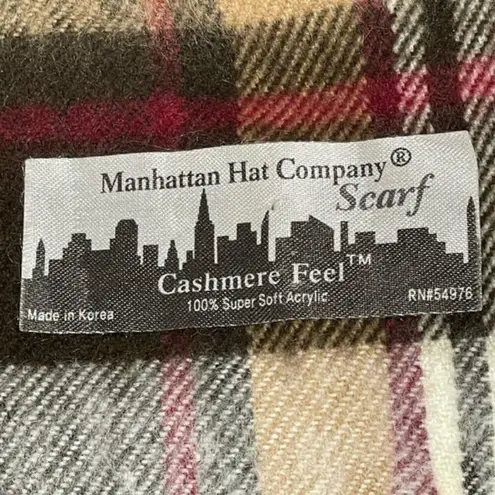 Manhattan Hat Company®
Scarf
Cashmere Feel™
100% Super Soft Acrylic
Made in Korea
RN#54976